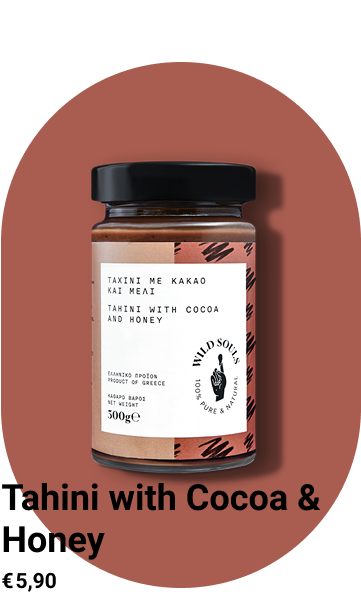 ΤΑΧΙΝΙ ΜΕ ΚΑΚΑΟ
ΚΑΙ ΜΕΛΙ
TAHINI WITH COCOA
AND HONEY
WILD SOULS
100% PURE & NATURAL
ΕΛΛΗΝΙΚΟ ΠΡΟΪΟΝ
PRODUCT OF GREECE
ΚΑΘΑΡΟ ΒΑΡΟΣ
NET WEIGHT
300g℮
Tahini with Cocoa &
Honey
€5,90